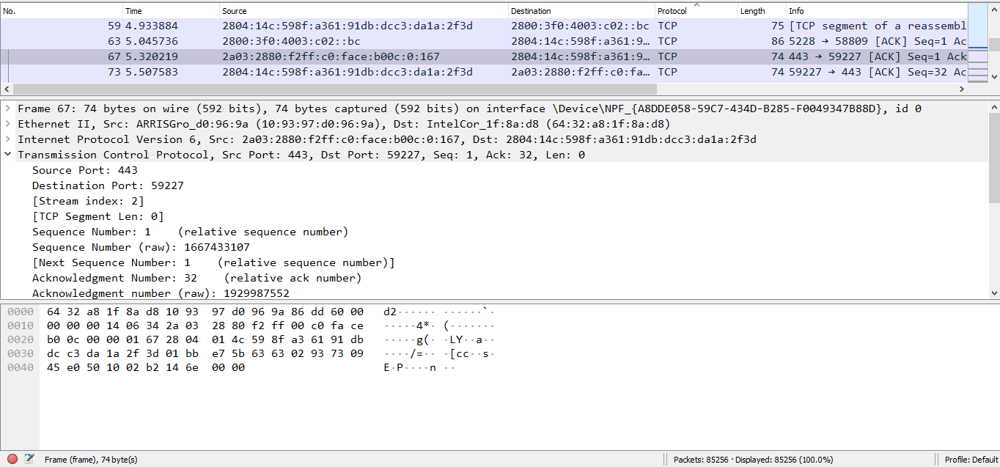 No. Time Source Destination Protocol Length Info
59 4.933884 2804:14c:598f:a361:91db:dcc3:da1a:2f3d 2800:3f0:4003:c02::bc TCP 75 [TCP segment of a reassembl
63 5.045736 2800:3f0:4003:c02::bc 2804:14c:598f:a361:9… TCP 86 5228 → 58809 [ACK] Seq=1 Ac
67 5.320219 2a03:2880:f2ff:c0:face:b00c:0:167 2804:14c:598f:a361:9… TCP 74 443 → 59227 [ACK] Seq=1 Ack
73 5.507583 2804:14c:598f:a361:91db:dcc3:da1a:2f3d 2a03:2880:f2ff:c0:fa… TCP 74 59227 → 443 [ACK] Seq=32 Ac
Frame 67: 74 bytes on wire (592 bits), 74 bytes captured (592 bits) on interface \Device\NPF_{A8DDE058-59C7-434D-B285-F0049347B88D}, id 0
Ethernet II, Src: ARRISGro_d0:96:9a (10:93:97:d0:96:9a), Dst: IntelCor_1f:8a:d8 (64:32:a8:1f:8a:d8)
Internet Protocol Version 6, Src: 2a03:2880:f2ff:c0:face:b00c:0:167, Dst: 2804:14c:598f:a361:91db:dcc3:da1a:2f3d
Transmission Control Protocol, Src Port: 443, Dst Port: 59227, Seq: 1, Ack: 32, Len: 0
Source Port: 443
Destination Port: 59227
[Stream index: 2]
[TCP Segment Len: 0]
Sequence Number: 1 (relative sequence number)
Sequence Number (raw): 1667433107
[Next Sequence Number: 1 (relative sequence number)]
Acknowledgment Number: 32 (relative ack number)
Acknowledgment number (raw): 1929987552
0000 64 32 a8 1f 8a d8 10 93 97 d0 96 9a 86 dd 60 00 d2······ ······`·
0010 00 00 00 14 06 34 2a 03 28 80 f2 ff 00 c0 fa ce ·····4*· (·······
0020 b0 0c 00 00 01 67 28 04 01 4c 59 8f a3 61 91 db ·····g(· ·LY··a··
0030 dc c3 da 1a 2f 3d 01 bb e7 5b 63 63 02 93 73 09 ····/=·· ·[cc··s·
0040 45 e0 50 10 02 b2 14 6e 00 00 E·P····n ··
Frame (frame), 74 byte(s) Packets: 85256 · Displayed: 85256 (100.0%) Profile: Default